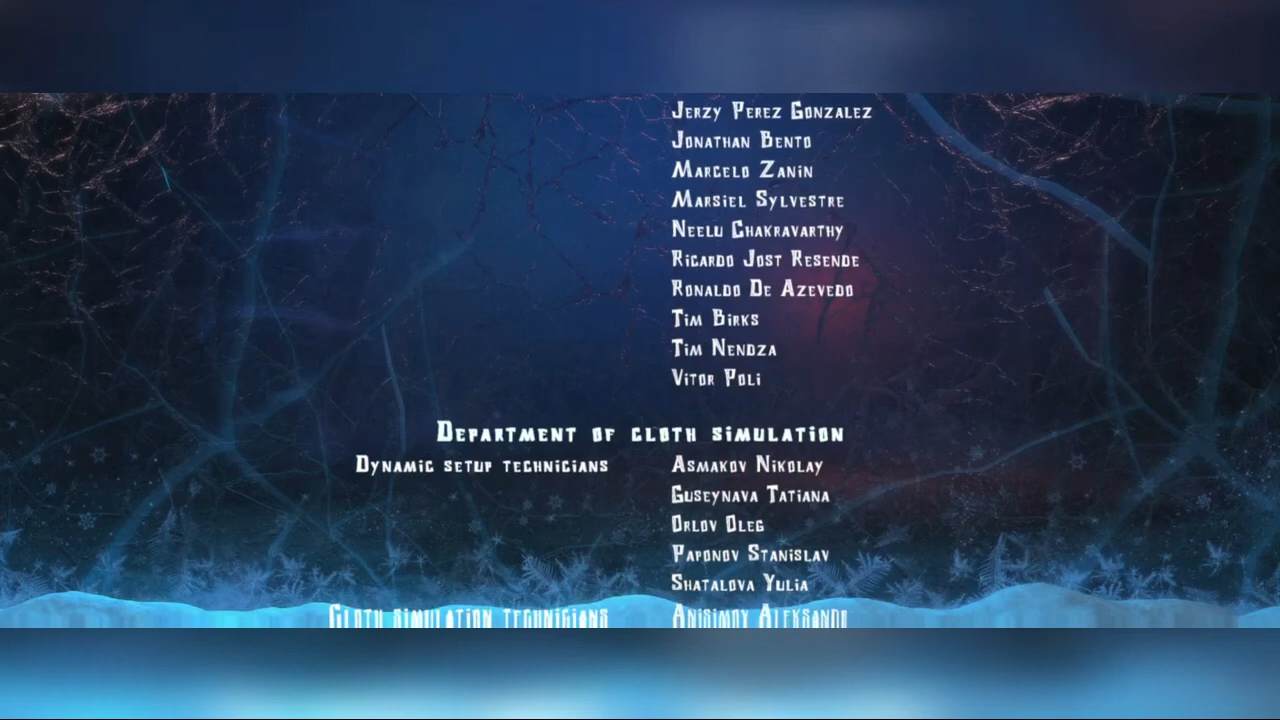 Jerzy Perez Gonzalez
Jonathan Bento
Marcelo Zanin
Marsiel Sylvestre
Neelu Chakravarthy
Ricardo Jost Resende
Ronaldo De Azevedo
Tim Birks
Tim Nendza
Vitor Poli
Department of cloth simulation
Dynamic setup technicians Asmakov Nikolay
Guseynava Tatiana
Orlov Oleg
Paponov Stanislav
Shatalova Yulia
Cloth simulation technicians Anisimov Aleksandr